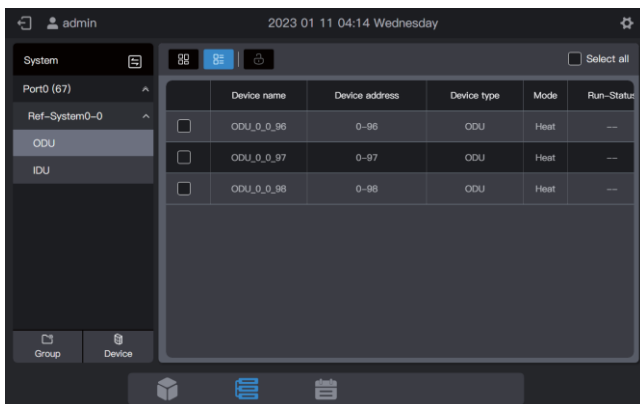 admin 2023 01 11 04:14 Wednesday
System Select all
Port0 (67)
Ref-System0-0
ODU
IDU
Device name Device address Device type Mode Run-Status
ODU_0_0_96 0-96 ODU Heat --
ODU_0_0_97 0-97 ODU Heat --
ODU_0_0_98 0-98 ODU Heat --
Group Device